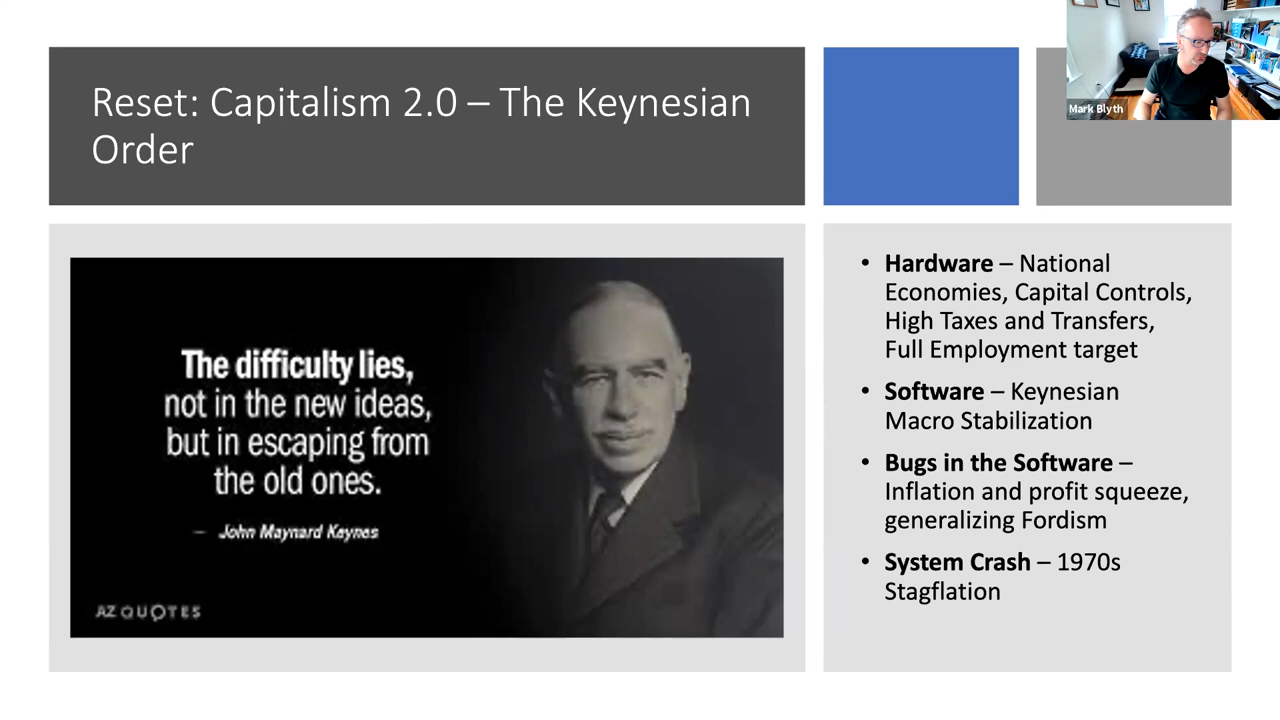 Reset: Capitalism 2.0 – The Keynesian
Order
Mark Blyth
The difficulty lies,
not in the new ideas,
but in escaping from
the old ones.
— John Maynard Keynes
AZ QUOTES
• Hardware – National
Economies, Capital Controls,
High Taxes and Transfers,
Full Employment target
• Software – Keynesian
Macro Stabilization
• Bugs in the Software –
Inflation and profit squeeze,
generalizing Fordism
• System Crash – 1970s
Stagflation